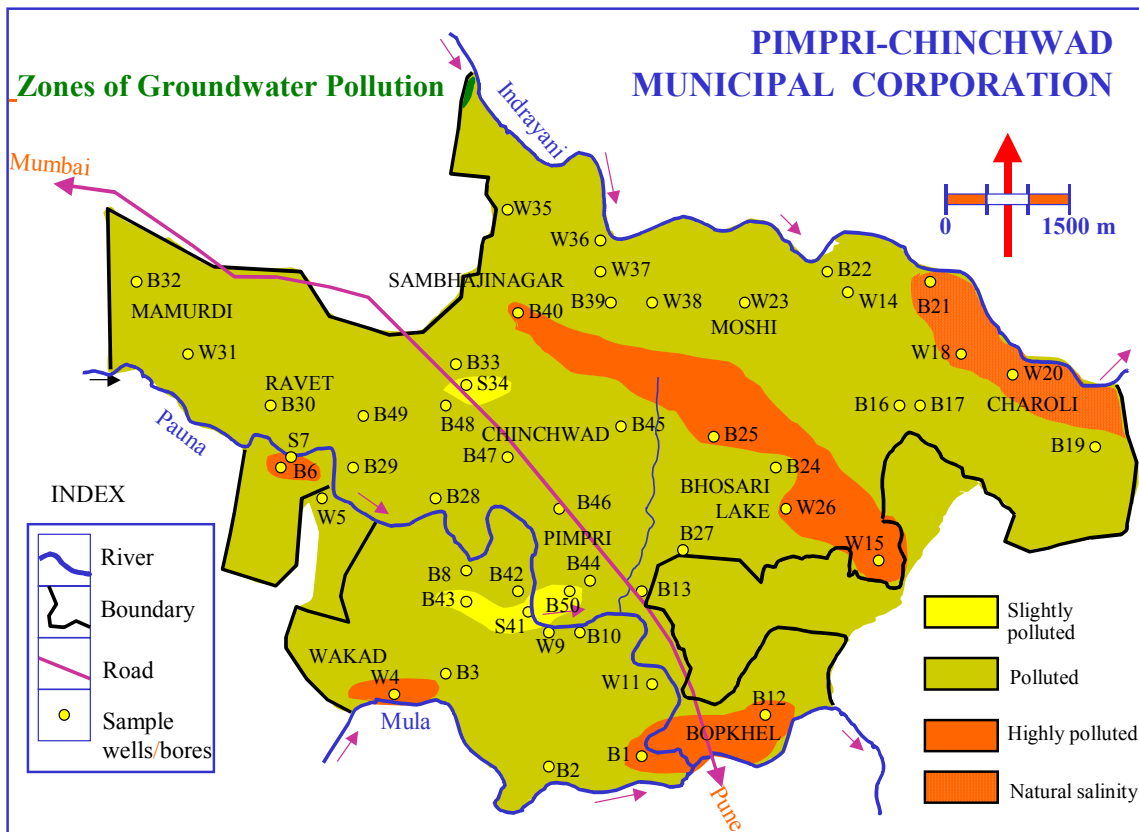 PIMPRI-CHINCHWAD
MUNICIPAL CORPORATION
Zones of Groundwater Pollution
Indrayani
Mumbai
0 1500 m
W35
W36
W37
SAMBHAJINAGAR
B22
B32
MAMURDI
B39
W38
W23
W14
B21
B40
MOSHI
W31
B33
W18
S34
W20
RAVET
B30
B49
B48
CHINCHWAD
B45
B16
B17
CHAROLI
Pauna
S7
B25
B19
B6
B29
B47
B24
BHOSARI
LAKE
INDEX
W5
B28
B46
W26
PIMPRI
B27
W15
River
B8
B42
B44
B43
B50
B13
Boundary
S41
W9
B10
Slightly
polluted
WAKAD
Road
W4
B3
W11
Polluted
Mula
B12
Sample
wells/bores
BOPKHEL
Highly polluted
B1
B2
Natural salinity
Pune